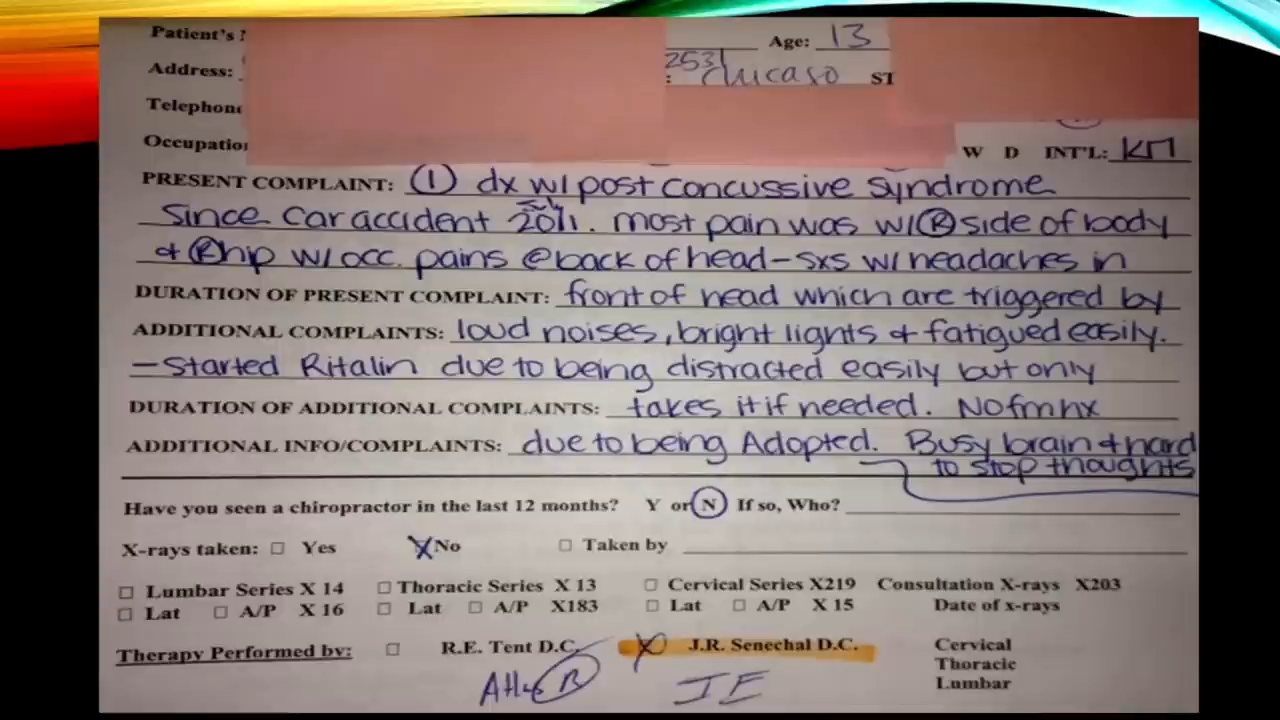 Patient's
Age: 13
Address: 253 Chicago ST
Telephone
Occupation W D INT'L: KM
PRESENT COMPLAINT: (1) dx w/ post concussive syndrome
Since car accident July 2011. most pain was w/ (R) side of body
+ (R) hip w/ occ. pains @ back of head - sxs w/ headaches in
DURATION OF PRESENT COMPLAINT: front of head which are triggered by
ADDITIONAL COMPLAINTS: loud noises, bright lights + fatigued easily.
- Started Ritalin due to being distracted easily but only
DURATION OF ADDITIONAL COMPLAINTS: takes it if needed. No fm hx
ADDITIONAL INFO/COMPLAINTS: due to being Adopted. Busy brain + hard
to stop thoughts
Have you seen a chiropractor in the last 12 months? Y or N If so, Who?
X-rays taken: □ Yes X No □ Taken by
□ Lumbar Series X 14 □ Thoracic Series X 13 □ Cervical Series X219 Consultation X-rays X203
□ Lat □ A/P X 16 □ Lat □ A/P X183 □ Lat □ A/P X 15 Date of x-rays
Therapy Performed by: □ R.E. Tent D.C. X J.R. Senechal D.C. Cervical
Thoracic
Lumbar